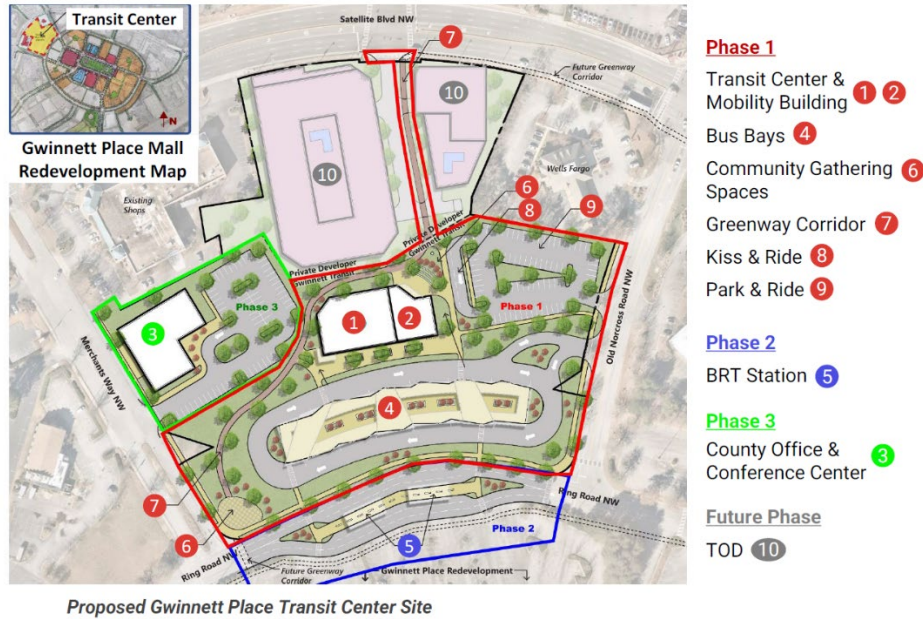 Transit Center
N
Gwinnett Place Mall
Redevelopment Map
Satellite Blvd NW
7
Future Greenway
Corridor
10
10
Wells Fargo
Existing
Shops
6
8
9
Private Developer
Gwinnett Transit
Private Developer
Gwinnett Transit
Phase 3
Phase 1
1
2
3
Old Norcross Road NW
Merchants Way NW
4
7
Ring Road NW
Phase 2
6
5
Ring Road NW
Future Greenway
Corridor
Gwinnett Place Redevelopment
Proposed Gwinnett Place Transit Center Site
Phase 1
Transit Center &
Mobility Building 1 2
Bus Bays 4
Community Gathering 6
Spaces
Greenway Corridor 7
Kiss & Ride 8
Park & Ride 9
Phase 2
BRT Station 5
Phase 3
County Office &
Conference Center 3
Future Phase
TOD 10